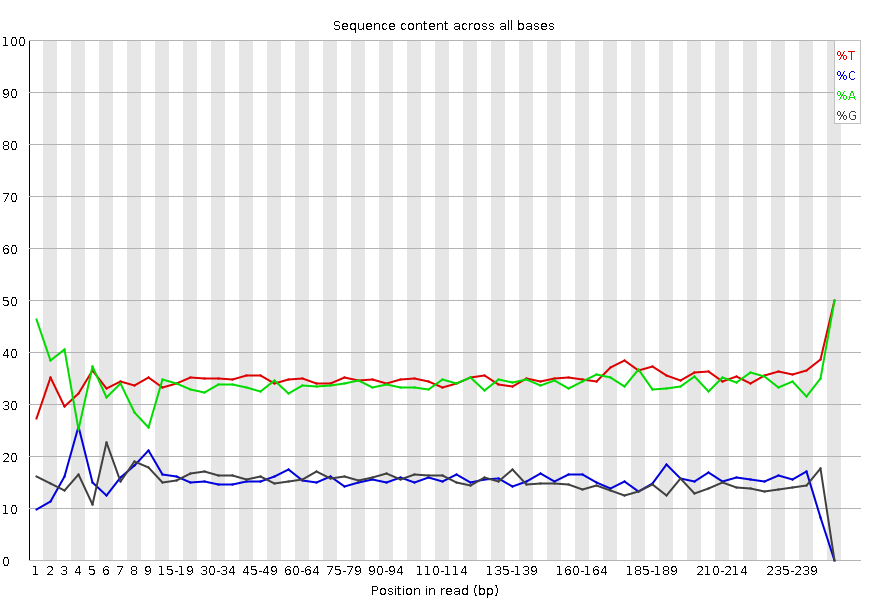 Sequence content across all bases
100
90
80
70
60
50
40
30
20
10
0
%T
%C
%A
%G
1 2 3 4 5 6 7 8 9 15-19 30-34 45-49 60-64 75-79 90-94 110-114 135-139 160-164 185-189 210-214 235-239
Position in read (bp)